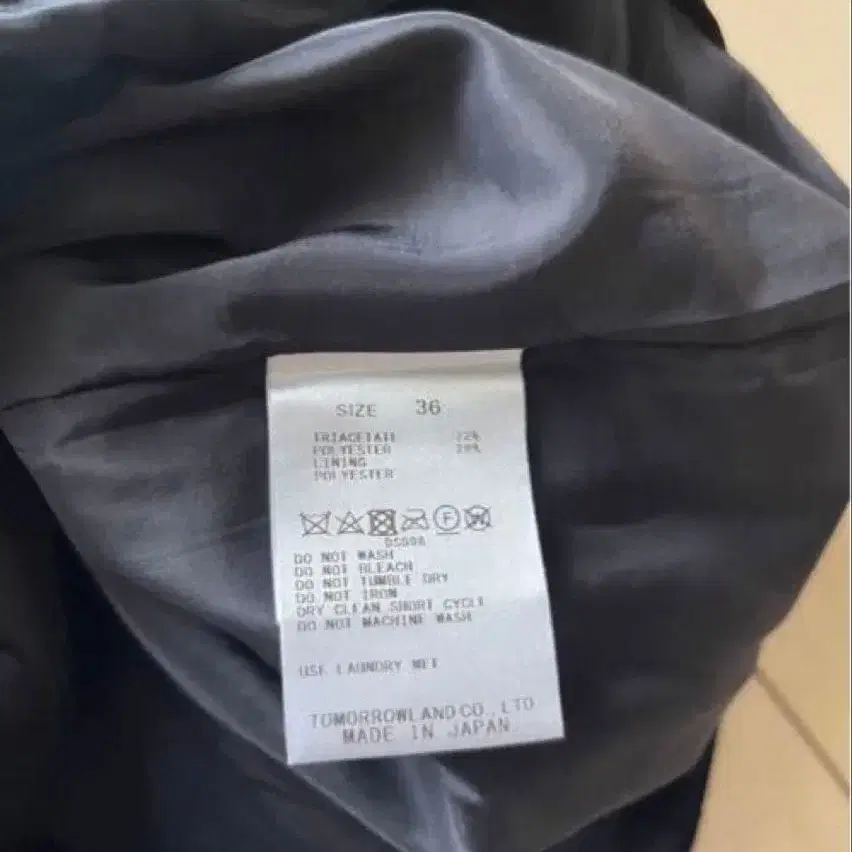 SIZE 36
TRIACETATE 72%
POLYESTER 28%
LINING
POLYESTER
F
DO NOT WASH
DO NOT BLEACH
DO NOT TUMBLE DRY
DO NOT IRON
DRY CLEAN SHORT CYCLE
DO NOT MACHINE WASH
USE LAUNDRY NET
TOMORROWLAND CO., LTD
MADE IN JAPAN